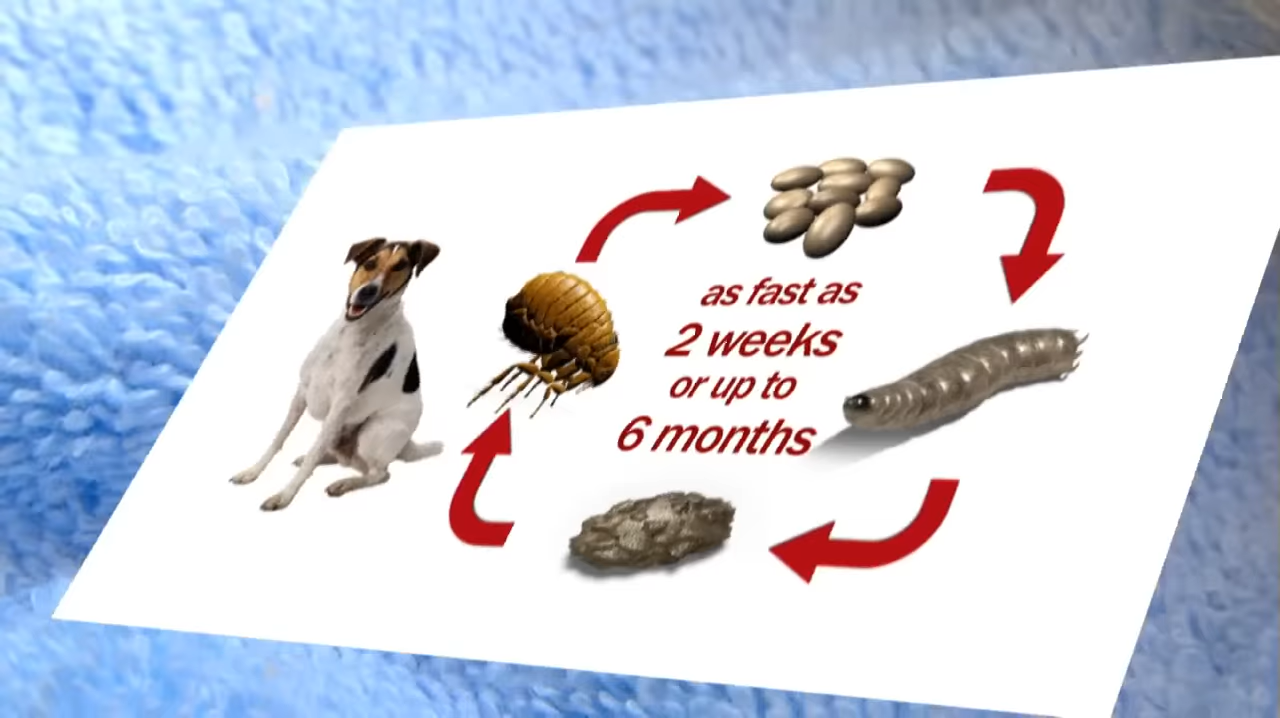 as fast as
2 weeks
or up to
6 months